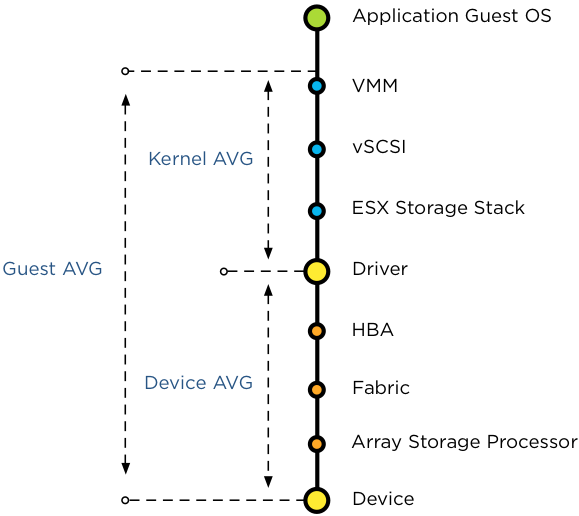 Application Guest OS
VMM
Kernel AVG
vSCSI
ESX Storage Stack
Guest AVG
Driver
HBA
Device AVG
Fabric
Array Storage Processor
Device